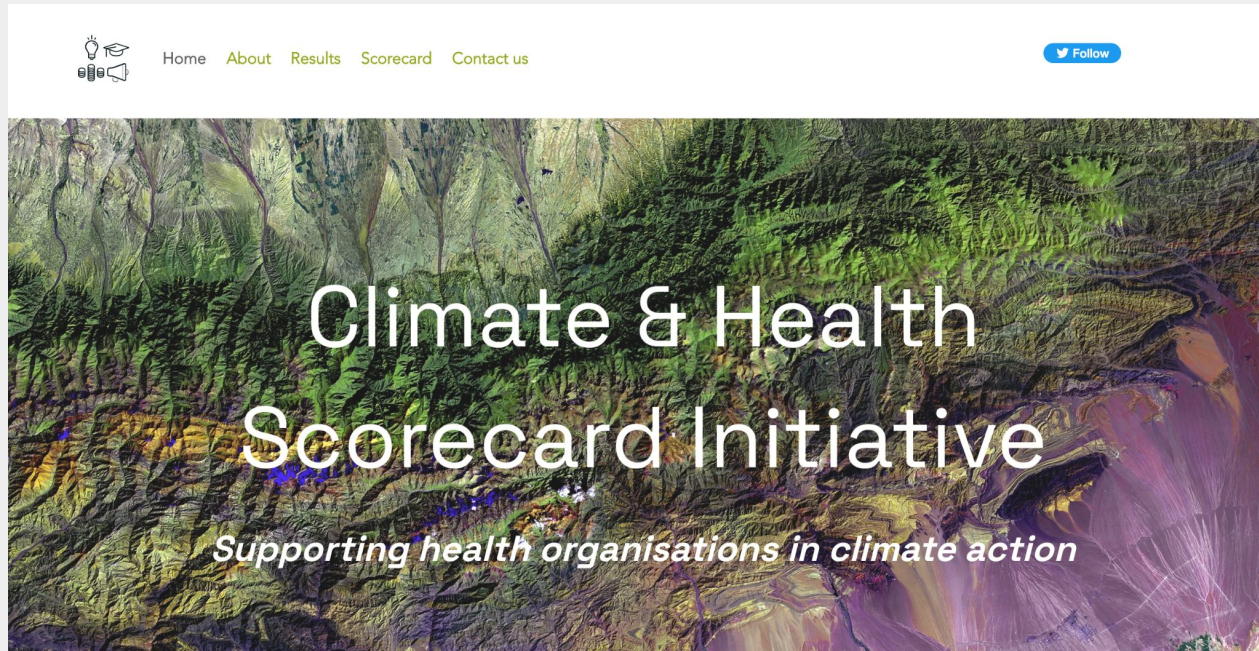 Home About Results Scorecard Contact us
Follow
Climate & Health
Scorecard Initiative
Supporting health organisations in climate action